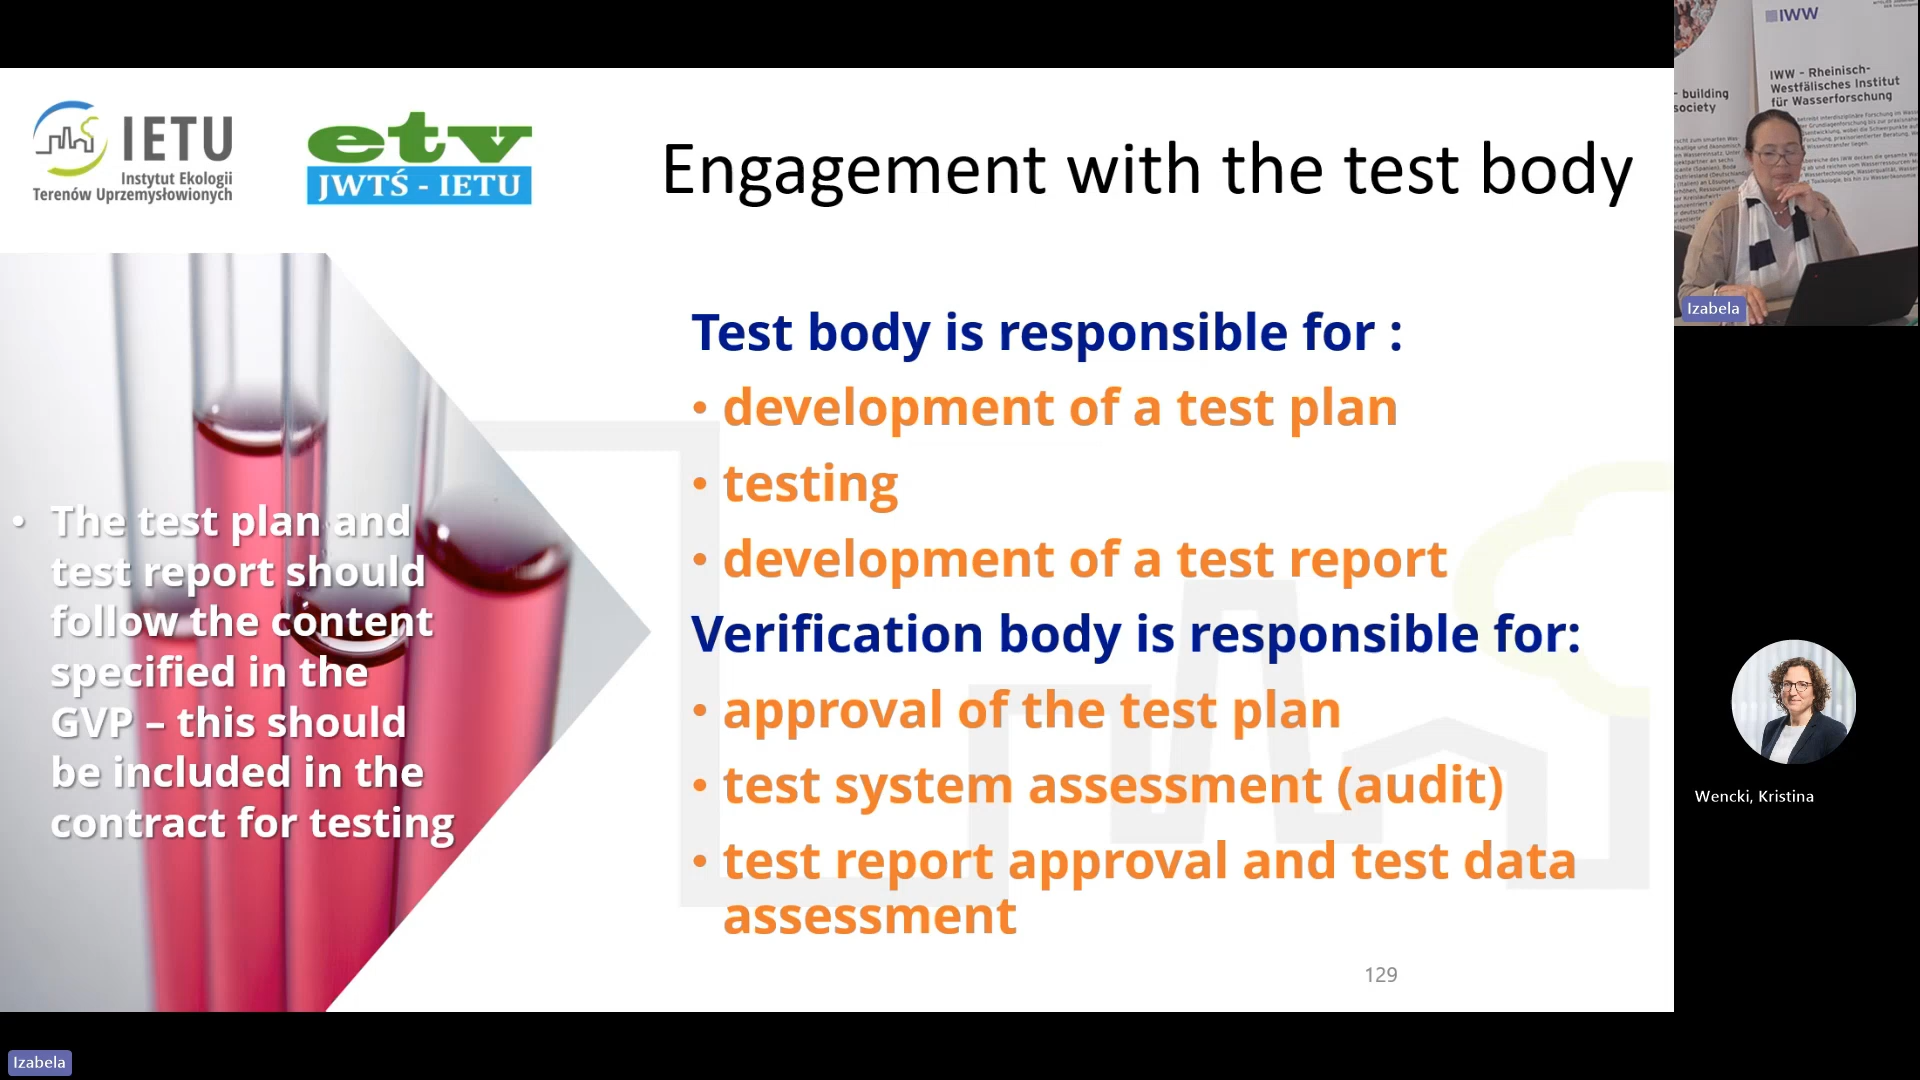 IETU
Instytut Ekologii
Terenów Uprzemysłowionych
etv
JWTŚ - IETU
Engagement with the test body
• The test plan and
test report should
follow the content
specified in the
GVP – this should
be included in the
contract for testing
Test body is responsible for :
• development of a test plan
• testing
• development of a test report
Verification body is responsible for:
• approval of the test plan
• test system assessment (audit)
• test report approval and test data
assessment
129
Izabela
IWW
- building
society
IWW - Rheinisch-
Westfälisches Institut
für Wasserforschung
Izabela
Wencki, Kristina